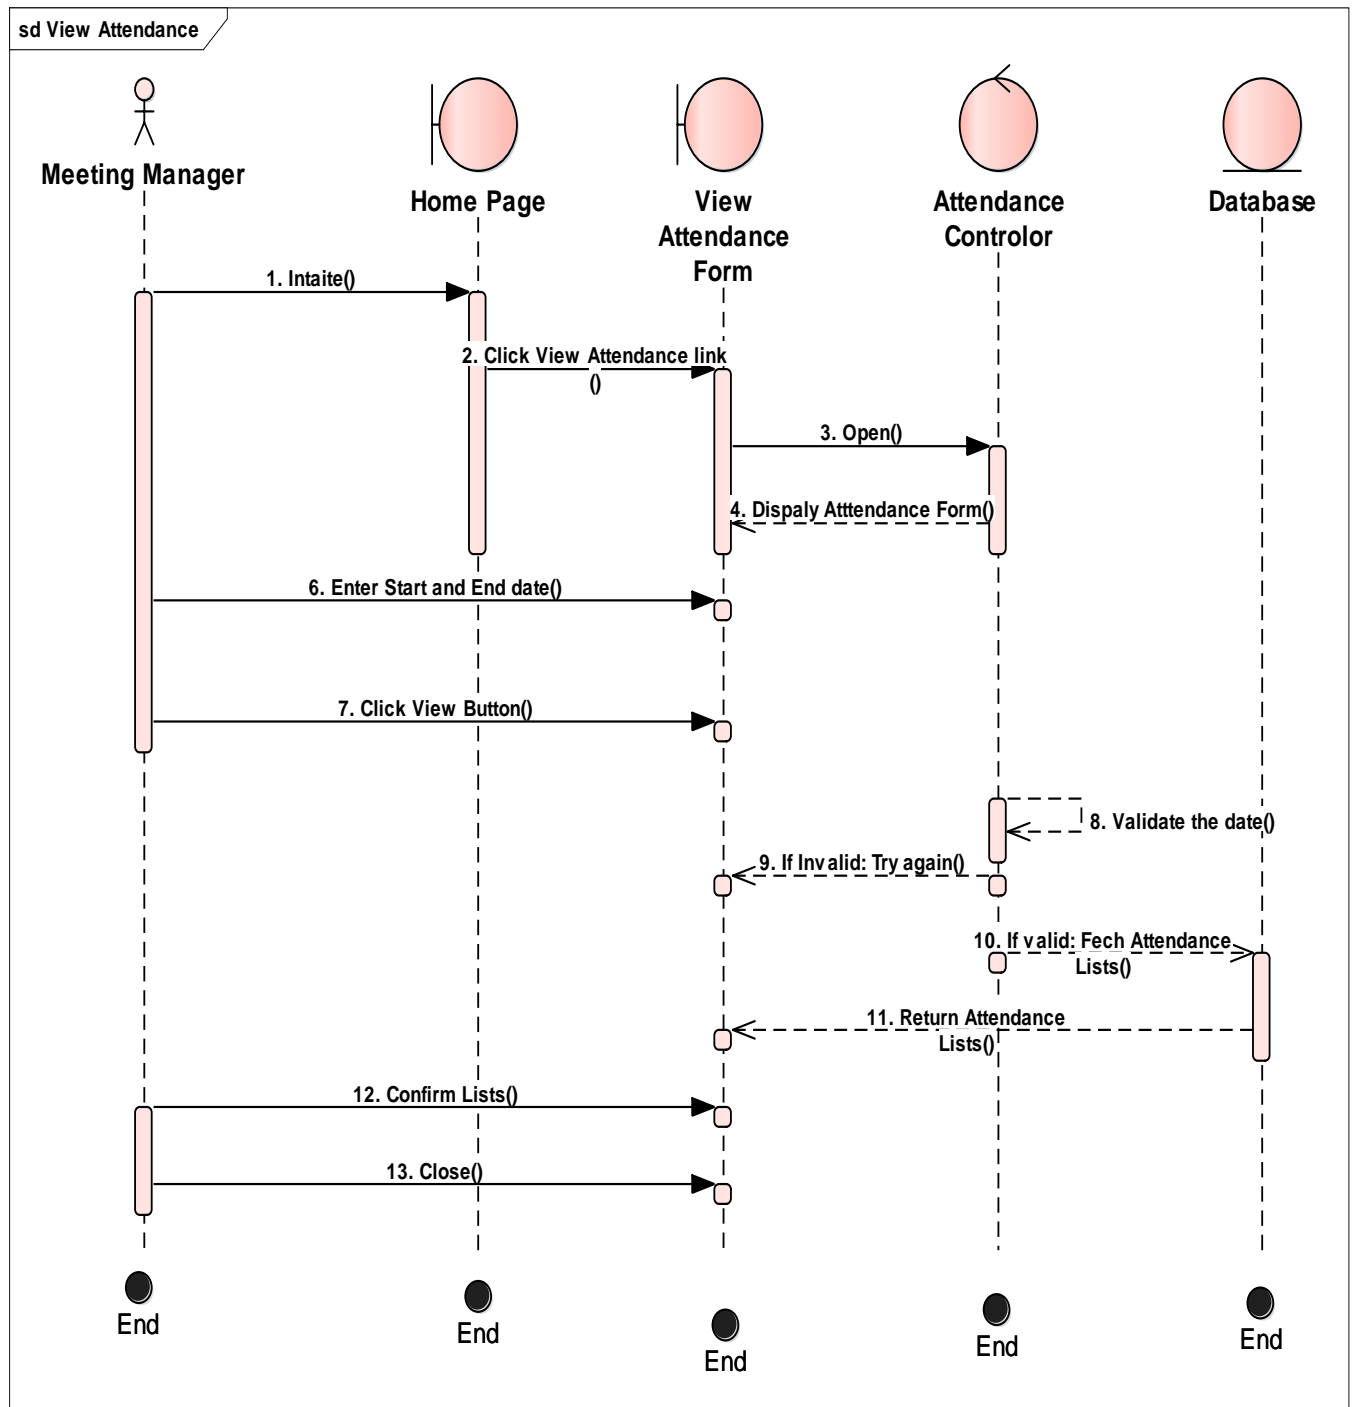 sd View Attendance
Meeting Manager
Home Page
View
Attendance
Form
Attendance
Controlor
Database
1. Intaite()
2. Click View Attendance link
()
3. Open()
4. Dispaly Atttendance Form()
6. Enter Start and End date()
7. Click View Button()
8. Validate the date()
9. If Invalid: Try again()
10. If valid: Fech Attendance
Lists()
11. Return Attendance
Lists()
12. Confirm Lists()
13. Close()
End
End
End
End
End